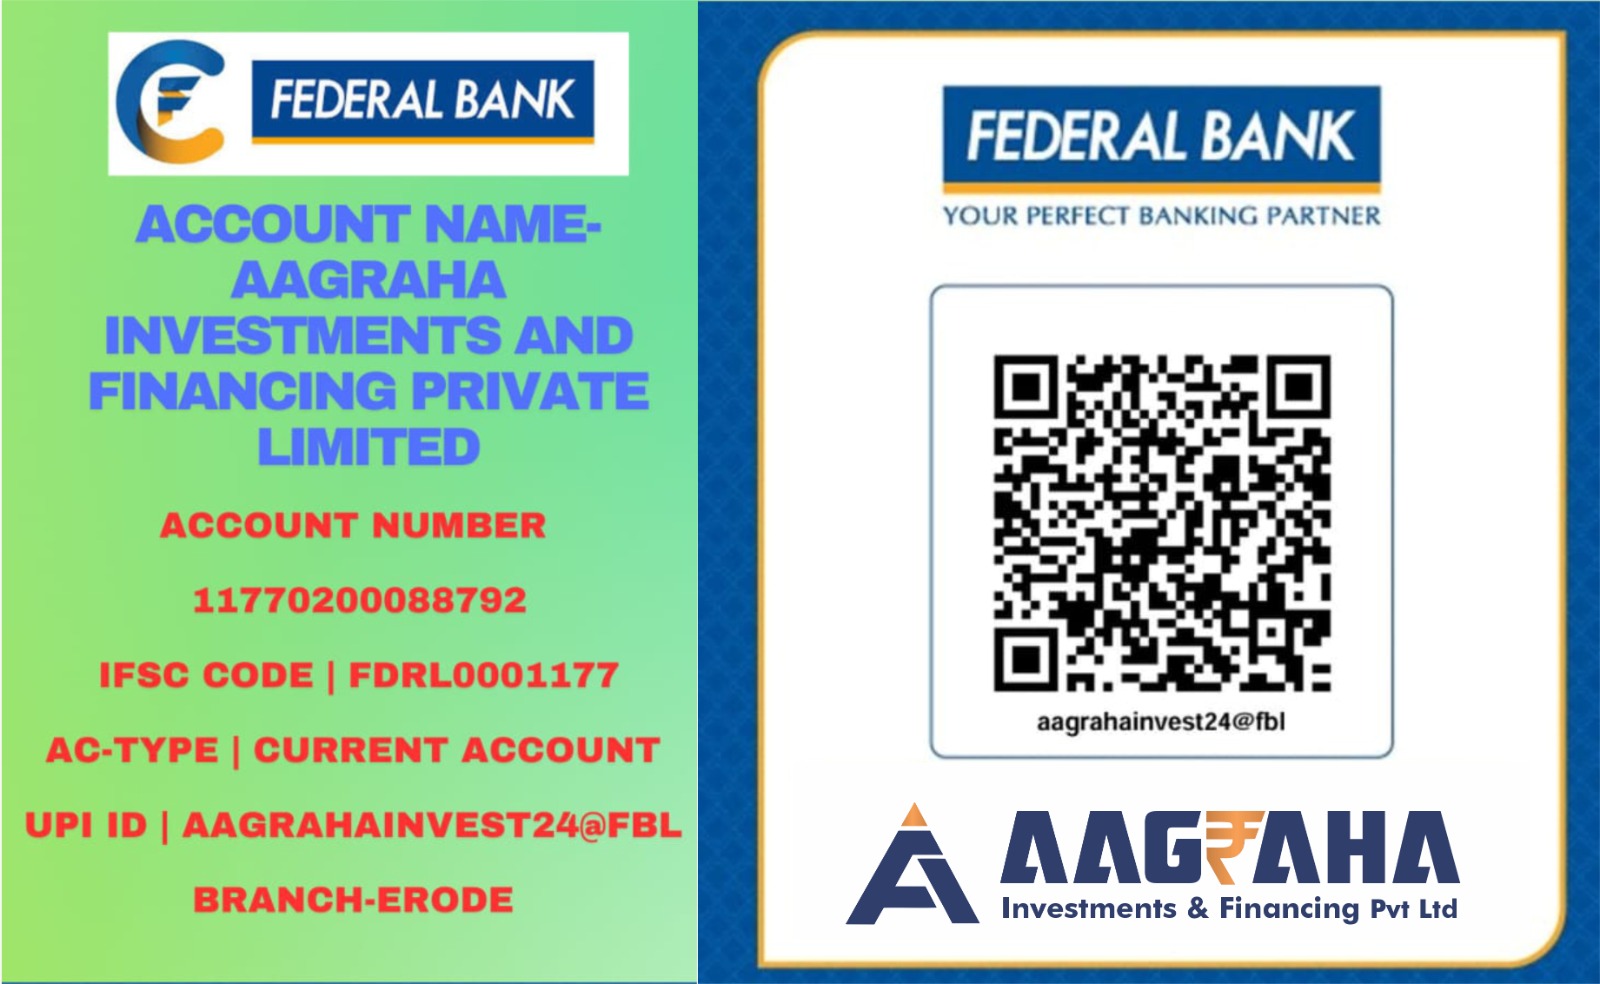 FEDERAL BANK
ACCOUNT NAME-
AAGRAHA
INVESTMENTS AND
FINANCING PRIVATE
LIMITED
ACCOUNT NUMBER
11770200088792
IFSC CODE | FDRL0001177
AC-TYPE | CURRENT ACCOUNT
UPI ID | AAGRAHAINVEST24@FBL
BRANCH-ERODE
FEDERAL BANK
YOUR PERFECT BANKING PARTNER
aagrahainvest24@fbl
AAGRAHA
Investments & Financing Pvt Ltd